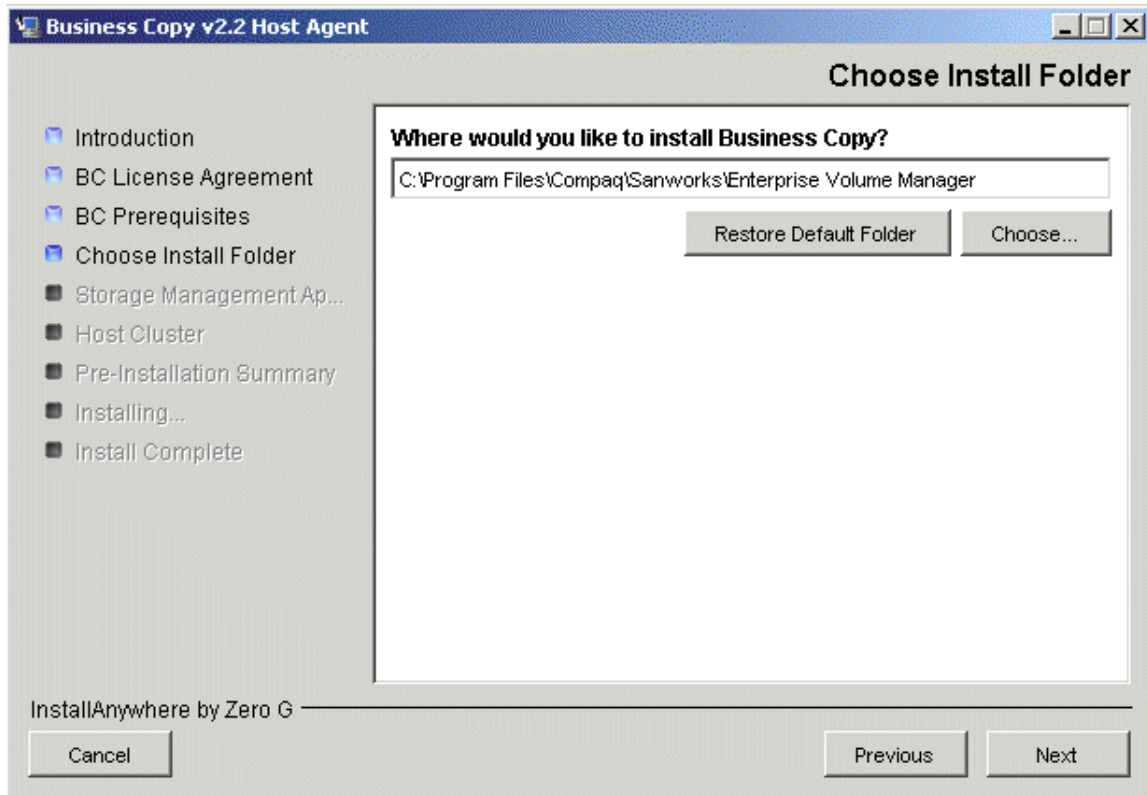 Business Copy v2.2 Host Agent
Choose Install Folder
Introduction
BC License Agreement
BC Prerequisites
Choose Install Folder
Storage Management Ap...
Host Cluster
Pre-Installation Summary
Installing...
Install Complete
Where would you like to install Business Copy?
C:\Program Files\Compaq\Sanworks\Enterprise Volume Manager
Restore Default Folder
Choose...
InstallAnywhere by Zero G
Cancel
Previous
Next